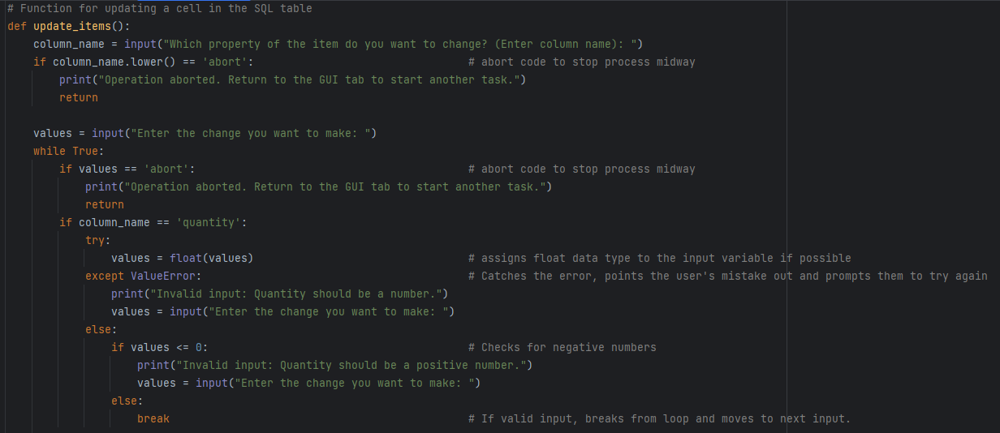 # Function for updating a cell in the SQL table
def update_items():
    column_name = input("Which property of the item do you want to change? (Enter column name): ")
    if column_name.lower() == 'abort':                                 # abort code to stop process midway
        print("Operation aborted. Return to the GUI tab to start another task.")
        return

    values = input("Enter the change you want to make: ")
    while True:
        if values == 'abort':                                          # abort code to stop process midway
            print("Operation aborted. Return to the GUI tab to start another task.")
            return
        if column_name == 'quantity':
            try:
                values = float(values)                                 # assigns float data type to the input variable if possible
            except ValueError:                                         # Catches the error, points the user's mistake out and prompts them to try again
                print("Invalid input: Quantity should be a number.")
                values = input("Enter the change you want to make: ")
            else:
                if values <= 0:                                        # Checks for negative numbers
                    print("Invalid input: Quantity should be a positive number.")
                    values = input("Enter the change you want to make: ")
                else:
                    break                                              # If valid input, breaks from loop and moves to next input.